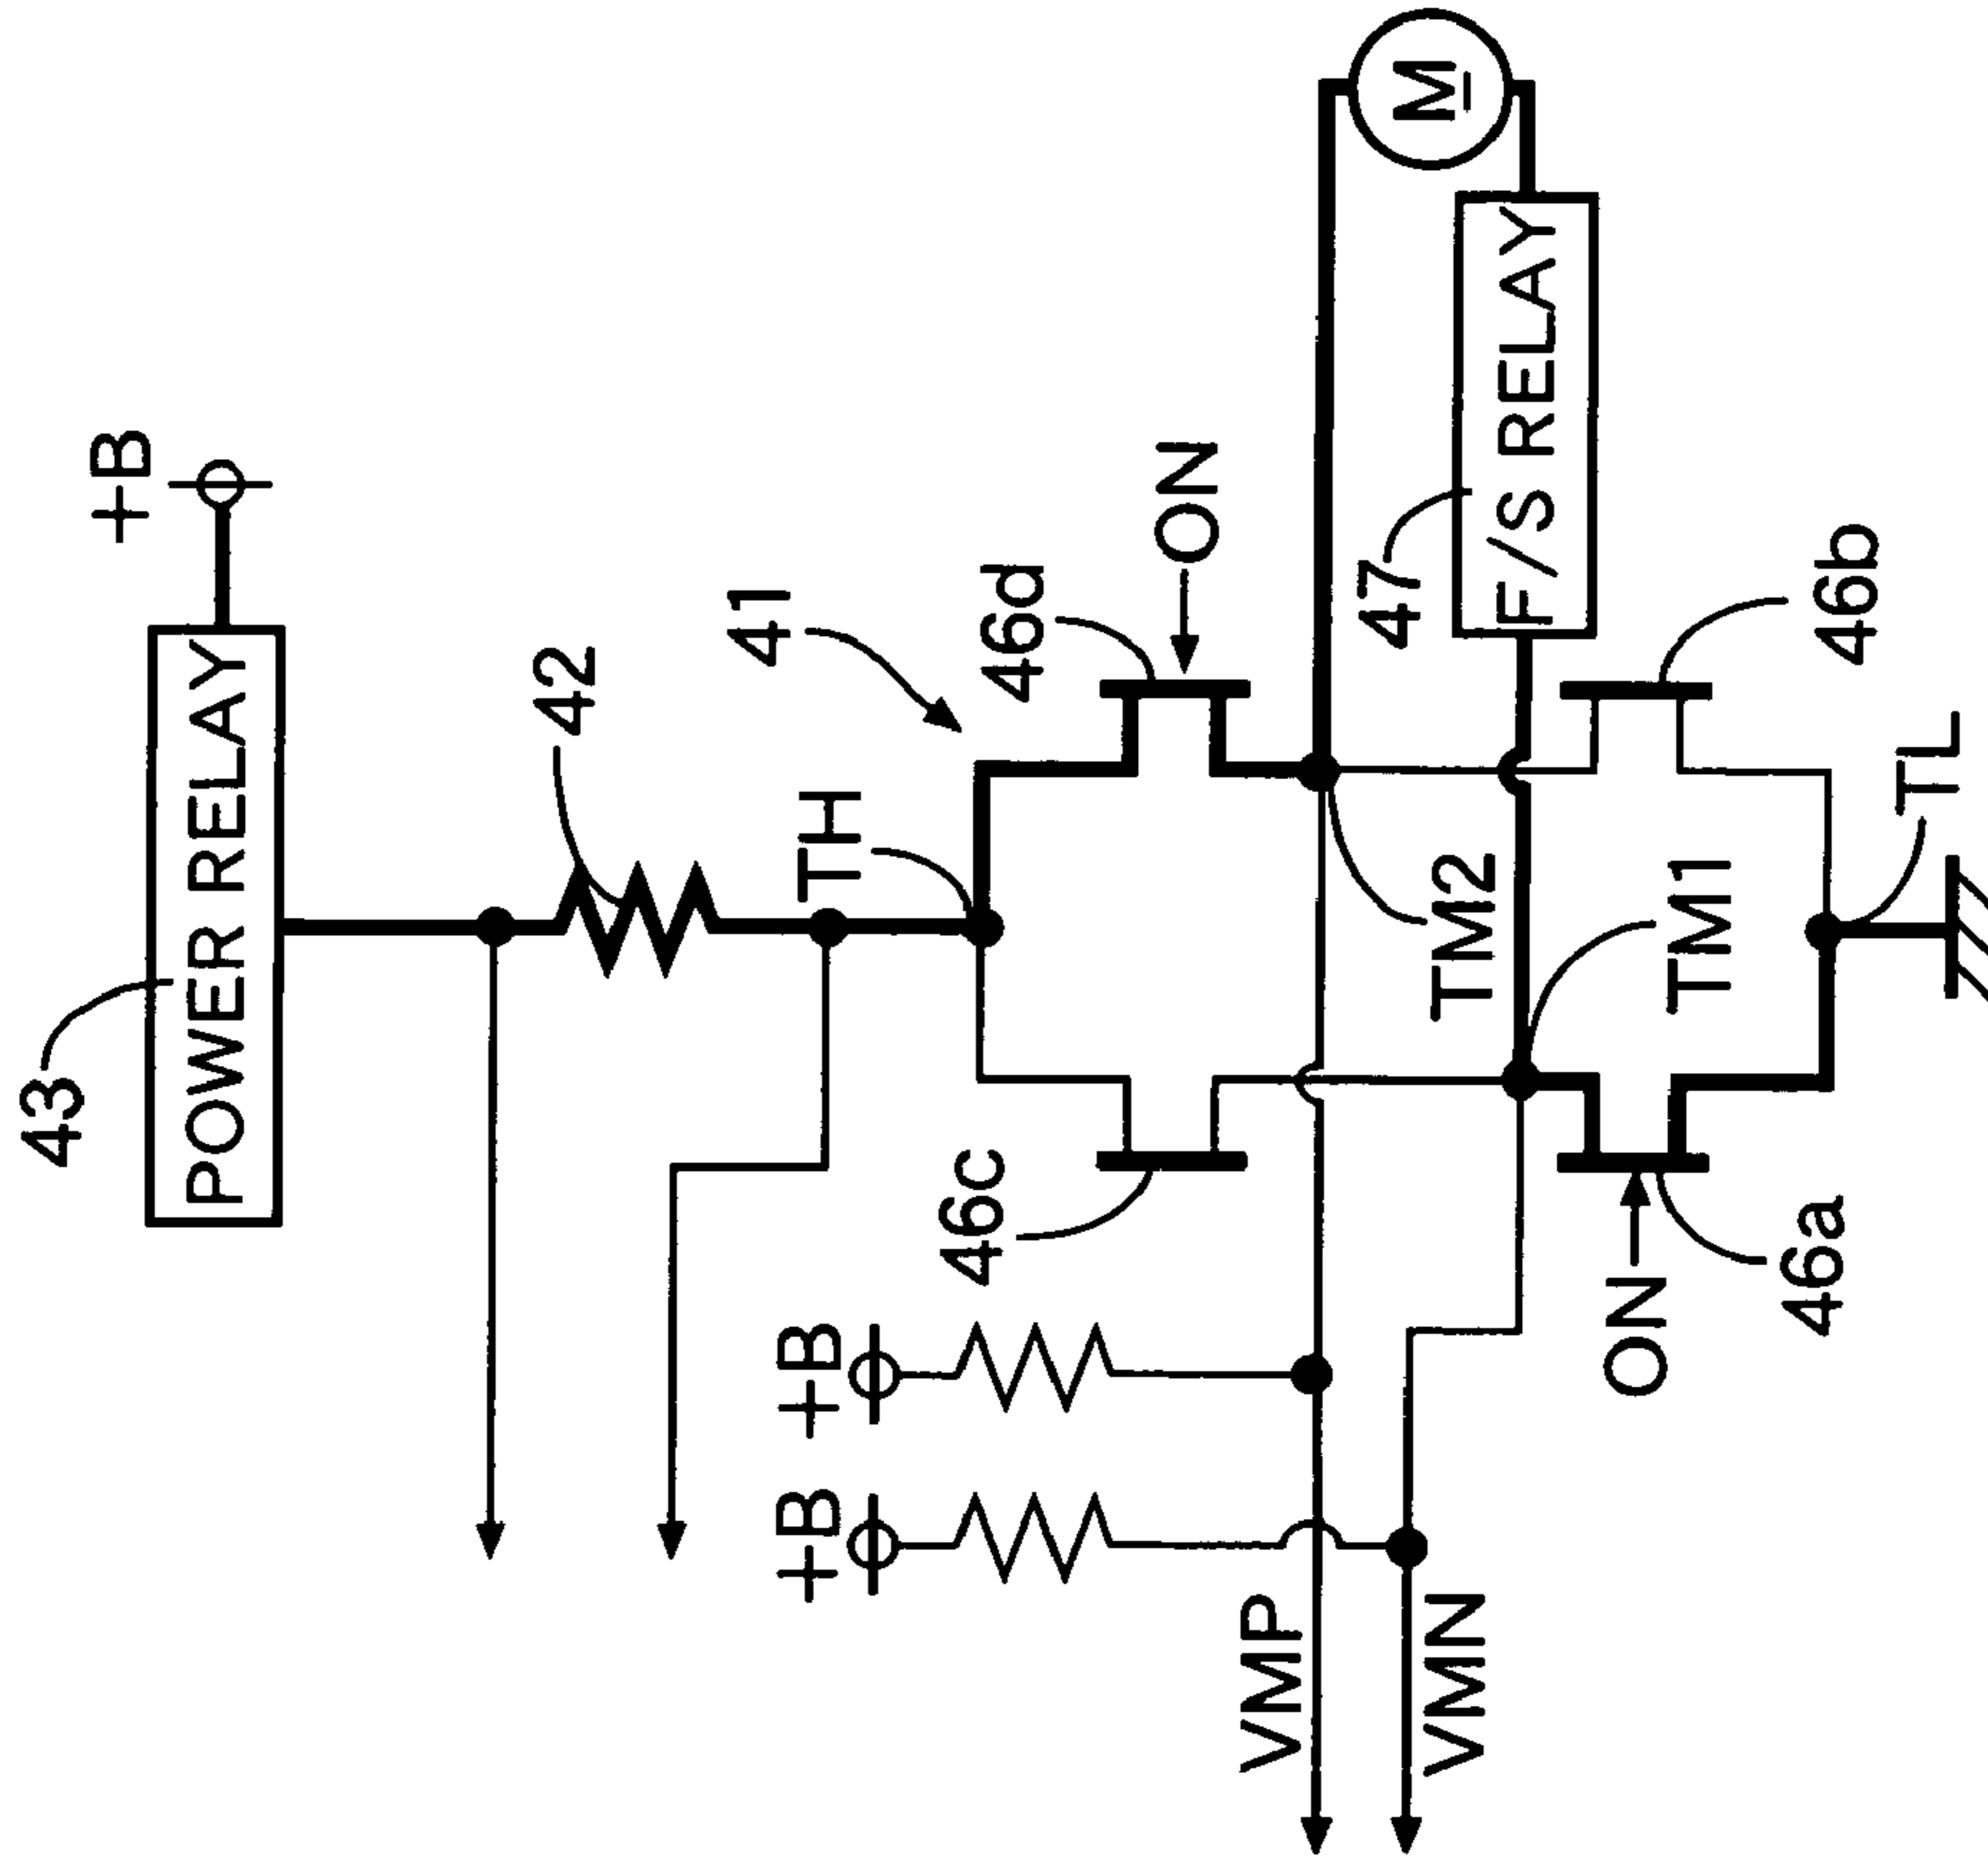 +B
43
POWER RELAY
42
41
TH
46d
ON
46c
+B
+B
TM2
47
F/S RELAY
M
VMP
VMN
TM1
46b
ON
46a
TL